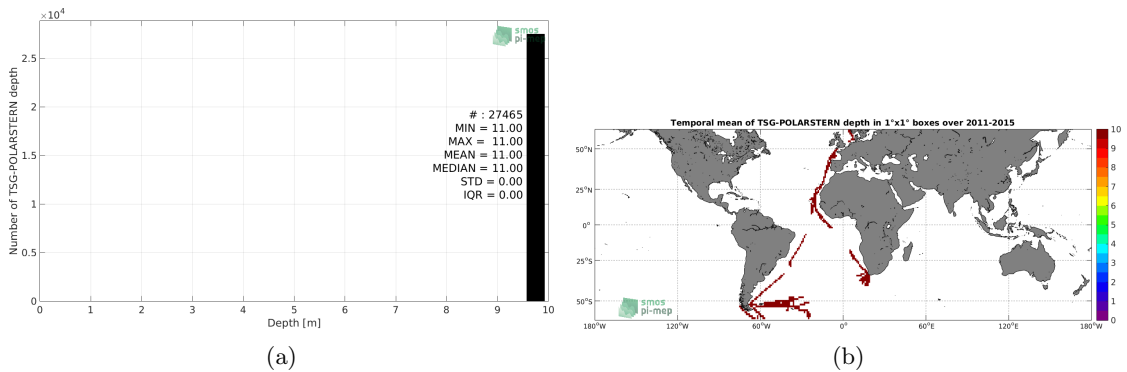 ×10⁴
smos
pi-mep
2.5
2
1.5
1
0.5
0
Number of TSG-POLARSTERN depth
# : 27465
MIN = 11.00
MAX = 11.00
MEAN = 11.00
MEDIAN = 11.00
STD = 0.00
IQR = 0.00
0 1 2 3 4 5 6 7 8 9 10
Depth [m]
(a)
Temporal mean of TSG-POLARSTERN depth in 1°x1° boxes over 2011-2015
50°N
25°N
0°
25°S
50°S
smos
pi-mep
180°W 120°W 60°W 0° 60°E 120°E 180°W
10
9
8
7
6
5
4
3
2
1
0
(b)